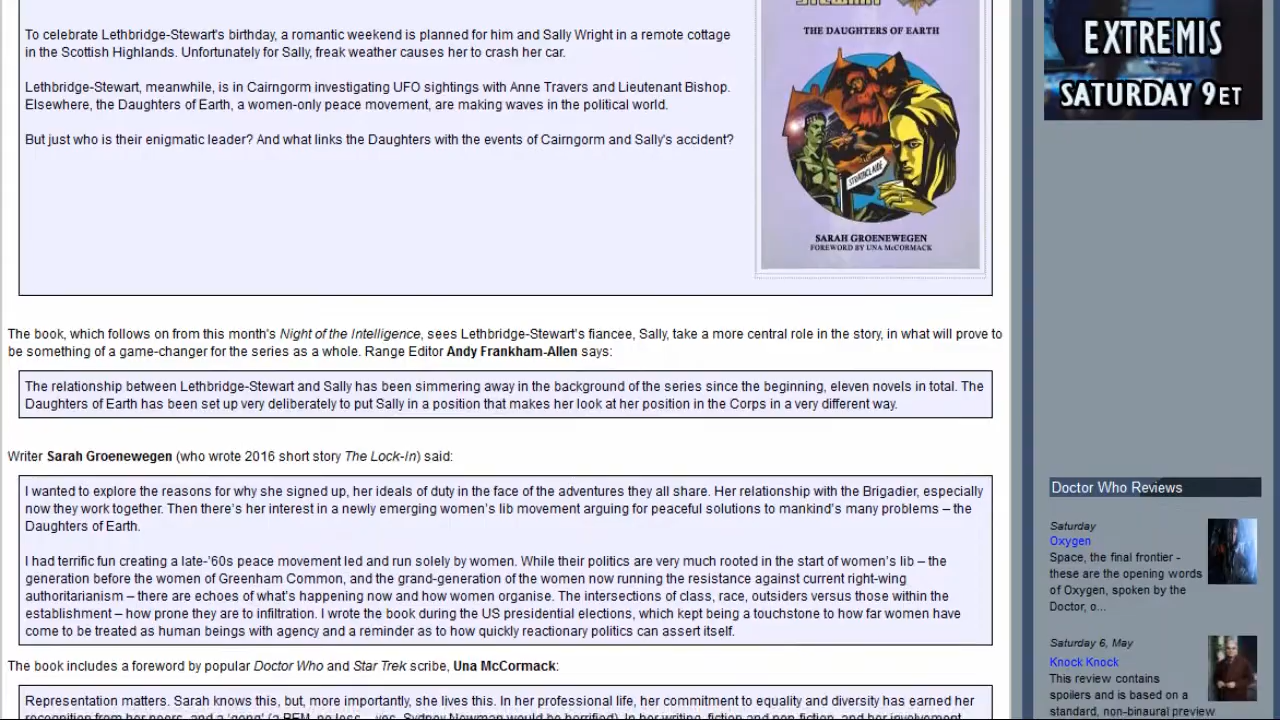 To celebrate Lethbridge-Stewart's birthday, a romantic weekend is planned for him and Sally Wright in a remote cottage
in the Scottish Highlands. Unfortunately for Sally, freak weather causes her to crash her car.
Lethbridge-Stewart, meanwhile, is in Cairngorm investigating UFO sightings with Anne Travers and Lieutenant Bishop.
Elsewhere, the Daughters of Earth, a women-only peace movement, are making waves in the political world.
But just who is their enigmatic leader? And what links the Daughters with the events of Cairngorm and Sally's accident?
THE DAUGHTERS OF EARTH
STRATHCLAIDE
SARAH GROENEWEGEN
FOREWORD BY UNA McCORMACK
The book, which follows on from this month's Night of the Intelligence, sees Lethbridge-Stewart's fiancee, Sally, take a more central role in the story, in what will prove to
be something of a game-changer for the series as a whole. Range Editor Andy Frankham-Allen says:
The relationship between Lethbridge-Stewart and Sally has been simmering away in the background of the series since the beginning, eleven novels in total. The
Daughters of Earth has been set up very deliberately to put Sally in a position that makes her look at her position in the Corps in a very different way.
Writer Sarah Groenewegen (who wrote 2016 short story The Lock-In) said:
I wanted to explore the reasons for why she signed up, her ideals of duty in the face of the adventures they all share. Her relationship with the Brigadier, especially
now they work together. Then there's her interest in a newly emerging women's lib movement arguing for peaceful solutions to mankind's many problems – the
Daughters of Earth.
I had terrific fun creating a late-'60s peace movement led and run solely by women. While their politics are very much rooted in the start of women's lib – the
generation before the women of Greenham Common, and the grand-generation of the women now running the resistance against current right-wing
authoritarianism – there are echoes of what's happening now and how women organise. The intersections of class, race, outsiders versus those within the
establishment – how prone they are to infiltration. I wrote the book during the US presidential elections, which kept being a touchstone to how far women have
come to be treated as human beings with agency and a reminder as to how quickly reactionary politics can assert itself.
The book includes a foreword by popular Doctor Who and Star Trek scribe, Una McCormack:
Representation matters. Sarah knows this, but, more importantly, she lives this. In her professional life, her commitment to equality and diversity has earned her
recognition from her peers, and a 'gong' (a BEM, no less – yes, Sydney Newman would be horrified). In her writing, fiction and non-fiction, and her involvement
EXTREMIS
SATURDAY 9ET
Doctor Who Reviews
Saturday
Oxygen
Space, the final frontier -
these are the opening words
of Oxygen, spoken by the
Doctor, o...
Saturday 6, May
Knock Knock
This review contains
spoilers and is based on a
standard, non-binaural preview